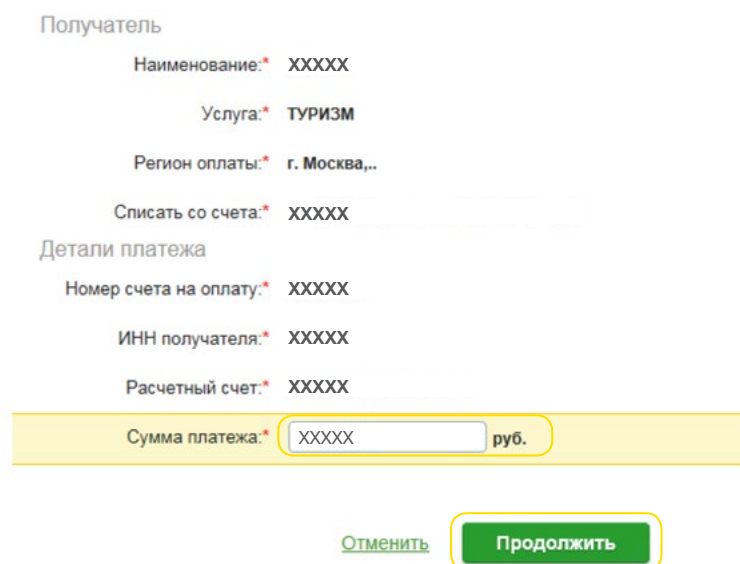 Получатель
Наименование:* XXXXX
Услуга:* ТУРИЗМ
Регион оплаты:* г. Москва,..
Списать со счета:* XXXXX
Детали платежа
Номер счета на оплату:* XXXXX
ИНН получателя:* XXXXX
Расчетный счет:* XXXXX
Сумма платежа:* XXXXX руб.
Отменить Продолжить